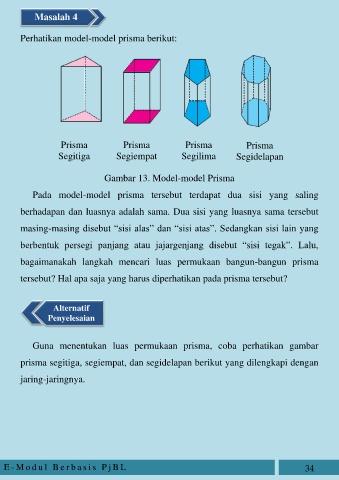 Masalah 4
Perhatikan model-model prisma berikut:
Prisma Prisma Prisma Prisma
Segitiga Segiempat Segilima Segidelapan
Gambar 13. Model-model Prisma
Pada model-model prisma tersebut terdapat dua sisi yang saling
berhadapan dan luasnya adalah sama. Dua sisi yang luasnya sama tersebut
masing-masing disebut “sisi alas” dan “sisi atas”. Sedangkan sisi lain yang
berbentuk persegi panjang atau jajargenjang disebut “sisi tegak”. Lalu,
bagaimanakah langkah mencari luas permukaan bangun-bangun prisma
tersebut? Hal apa saja yang harus diperhatikan pada prisma tersebut?
Alternatif
Penyelesaian
Guna menentukan luas permukaan prisma, coba perhatikan gambar
prisma segitiga, segiempat, dan segidelapan berikut yang dilengkapi dengan
jaring-jaringnya.
E-Modul Berbasis PjBL 34